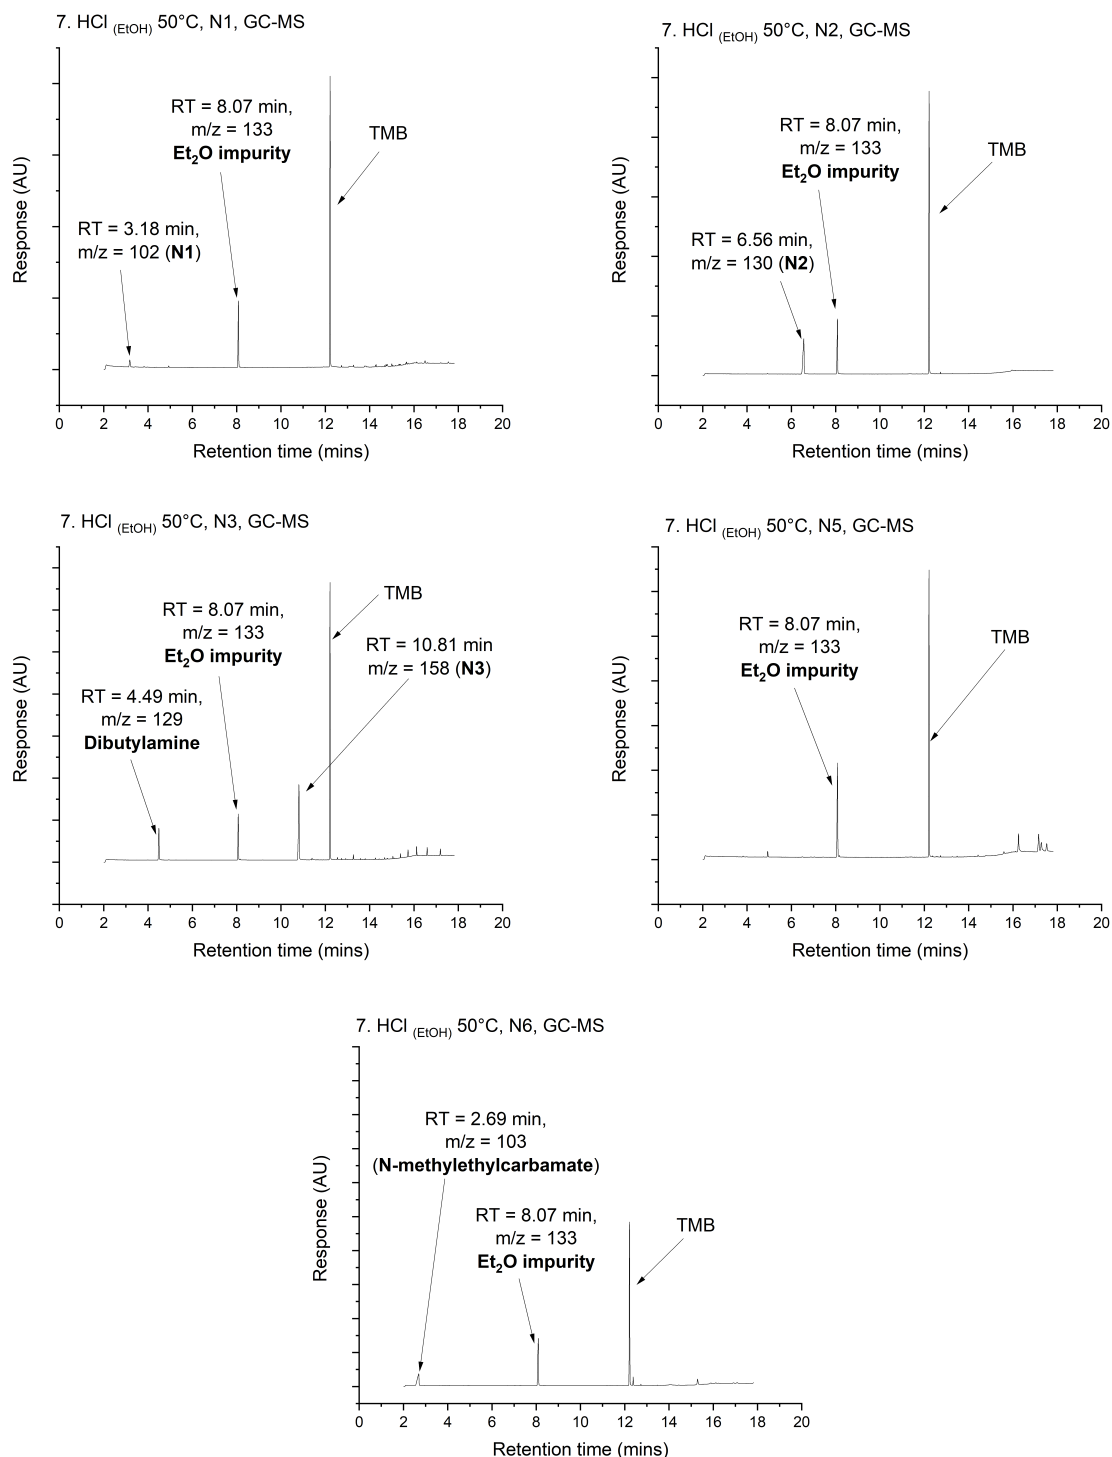 7. HCl (EtOH) 50°C, N1, GC-MS
RT = 8.07 min,
m/z = 133
Et2O impurity
TMB
RT = 3.18 min,
m/z = 102 (N1)
Response (AU)
0 2 4 6 8 10 12 14 16 18 20
Retention time (mins)
7. HCl (EtOH) 50°C, N2, GC-MS
RT = 8.07 min,
m/z = 133
Et2O impurity
TMB
RT = 6.56 min,
m/z = 130 (N2)
Response (AU)
0 2 4 6 8 10 12 14 16 18 20
Retention time (mins)
7. HCl (EtOH) 50°C, N3, GC-MS
TMB
RT = 8.07 min,
m/z = 133
Et2O impurity
RT = 10.81 min
m/z = 158 (N3)
RT = 4.49 min,
m/z = 129
Dibutylamine
Response (AU)
0 2 4 6 8 10 12 14 16 18 20
Retention time (mins)
7. HCl (EtOH) 50°C, N5, GC-MS
RT = 8.07 min,
m/z = 133
Et2O impurity
TMB
Response (AU)
0 2 4 6 8 10 12 14 16 18 20
Retention time (mins)
7. HCl (EtOH) 50°C, N6, GC-MS
RT = 2.69 min,
m/z = 103
(N-methylethylcarbamate)
RT = 8.07 min,
m/z = 133
Et2O impurity
TMB
Response (AU)
0 2 4 6 8 10 12 14 16 18 20
Retention time (mins)